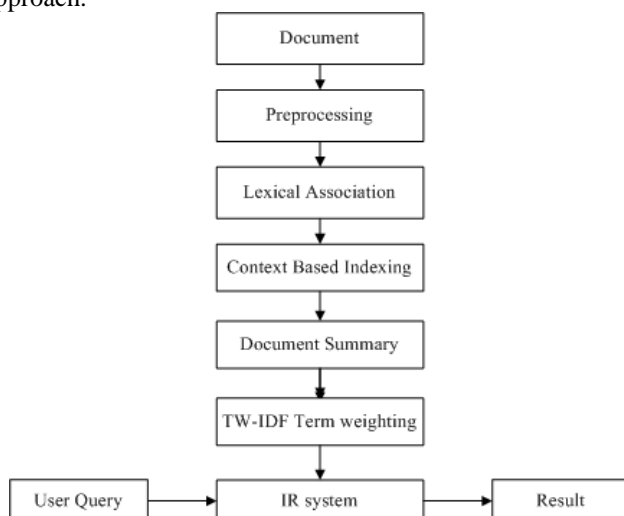 pproach.
Document
Preprocessing
Lexical Association
Context Based Indexing
Document Summary
TW-IDF Term weighting
User Query
IR system
Result